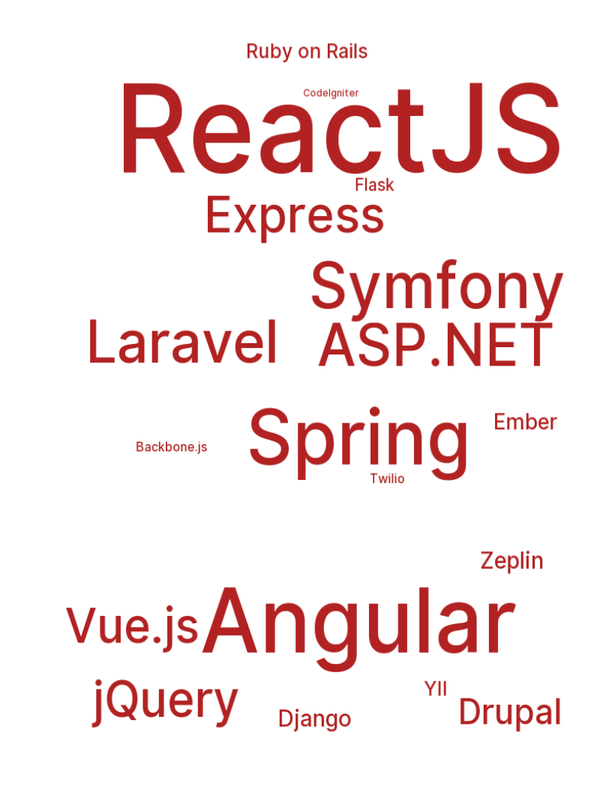 Ruby on Rails
CodeIgniter
ReactJS
Flask
Express
Symfony
Laravel
ASP.NET
Spring
Ember
Backbone.js
Twilio
Zeplin
Vue.js
Angular
jQuery
YII
Drupal
Django